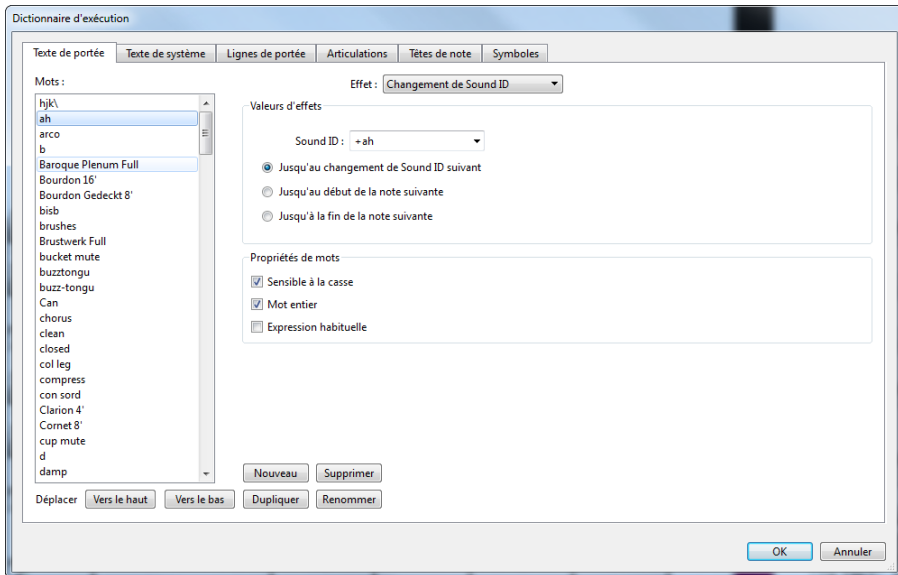 Dictionnaire d'exécution
Texte de portée
Texte de système
Lignes de portée
Articulations
Têtes de note
Symboles
Mots :
hjk\
ah
arco
b
Baroque Plenum Full
Bourdon 16'
Bourdon Gedeckt 8'
bisb
brushes
Brustwerk Full
bucket mute
buzztongu
buzz-tongu
Can
chorus
clean
closed
col leg
compress
con sord
Clarion 4'
Cornet 8'
cup mute
d
damp
Déplacer
Vers le haut
Vers le bas
Effet :
Changement de Sound ID
Valeurs d'effets
Sound ID :
+ah
Jusqu'au changement de Sound ID suivant
Jusqu'au début de la note suivante
Jusqu'à la fin de la note suivante
Propriétés de mots
Sensible à la casse
Mot entier
Expression habituelle
Nouveau
Supprimer
Dupliquer
Renommer
OK
Annuler